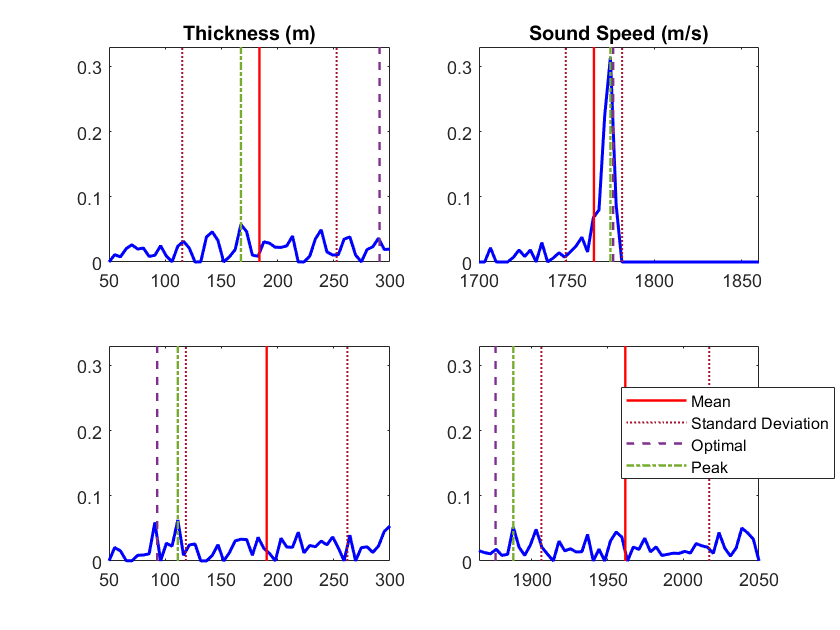 Thickness (m)
Sound Speed (m/s)
0.3
0.2
0.1
0
50 100 150 200 250 300
0.3
0.2
0.1
0
1700 1750 1800 1850
0.3
0.2
0.1
0
50 100 150 200 250 300
0.3
0.2
0.1
0
1900 1950 2000 2050
Mean
Standard Deviation
Optimal
Peak